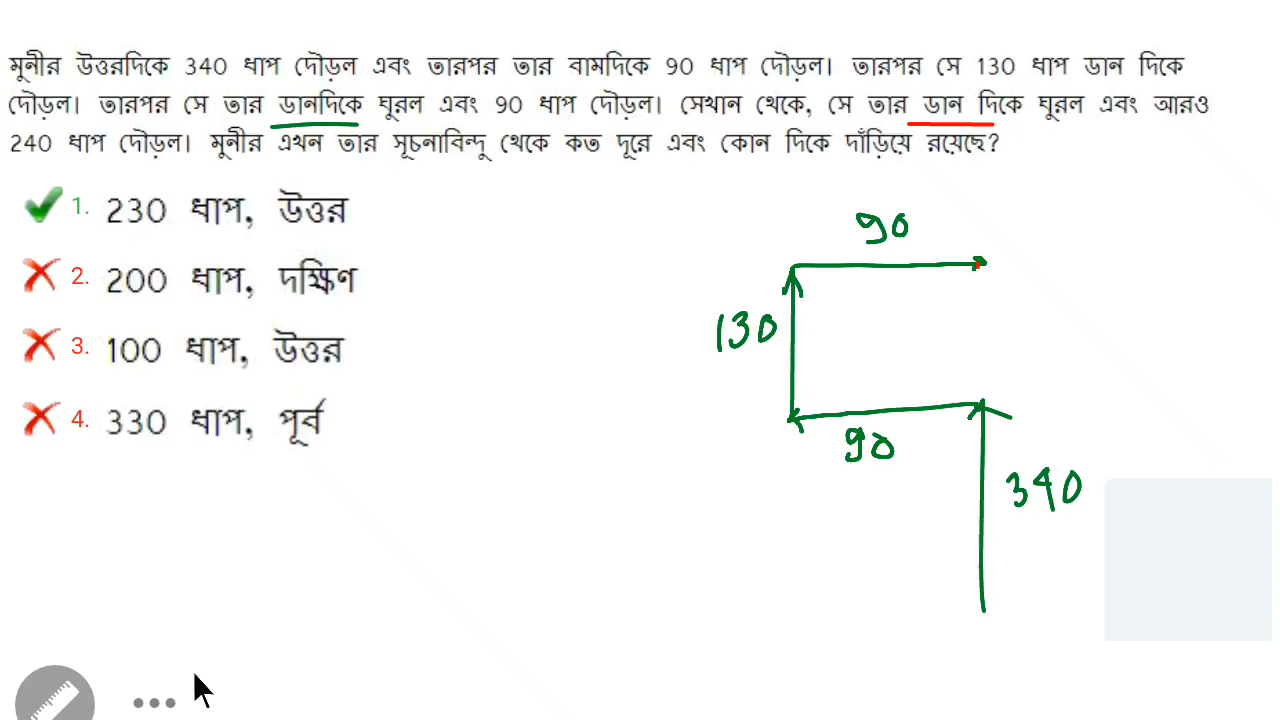 মুনীর উত্তরদিকে 340 ধাপ দৌড়ল এবং তারপর তার বামদিকে 90 ধাপ দৌড়ল। তারপর সে 130 ধাপ ডান দিকে
দৌড়ল। তারপর সে তার ডানদিকে ঘুরল এবং 90 ধাপ দৌড়ল। সেখান থেকে, সে তার ডান দিকে ঘুরল এবং আরও
240 ধাপ দৌড়ল। মুনীর এখন তার সূচনাবিন্দু থেকে কত দূরে এবং কোন দিকে দাঁড়িয়ে রয়েছে?
1. 230 ধাপ, উত্তর
2. 200 ধাপ, দক্ষিণ
3. 100 ধাপ, উত্তর
4. 330 ধাপ, পূর্ব
90
130
90
340